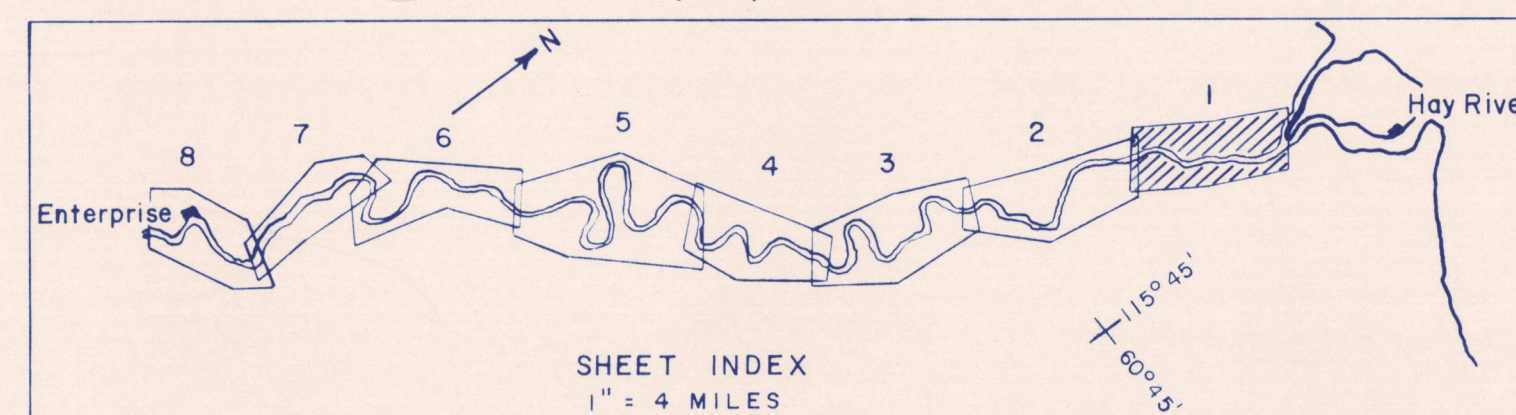 N
1
Hay Rive
2
5
7
6
8
4
3
Enterprise
115° 45'
60° 45'
SHEET INDEX
1" = 4 MILES